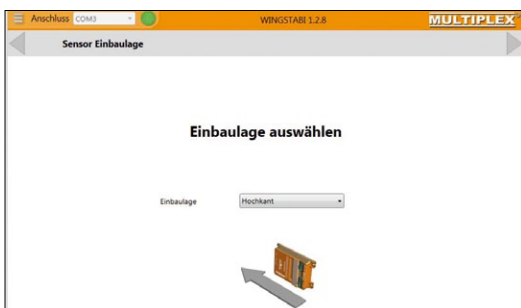 Anschluss COM3 WINGSTABI 1.2.8 MULTIPLEX
Sensor Einbaulage
Einbaulage auswählen
Einbaulage Hochkant